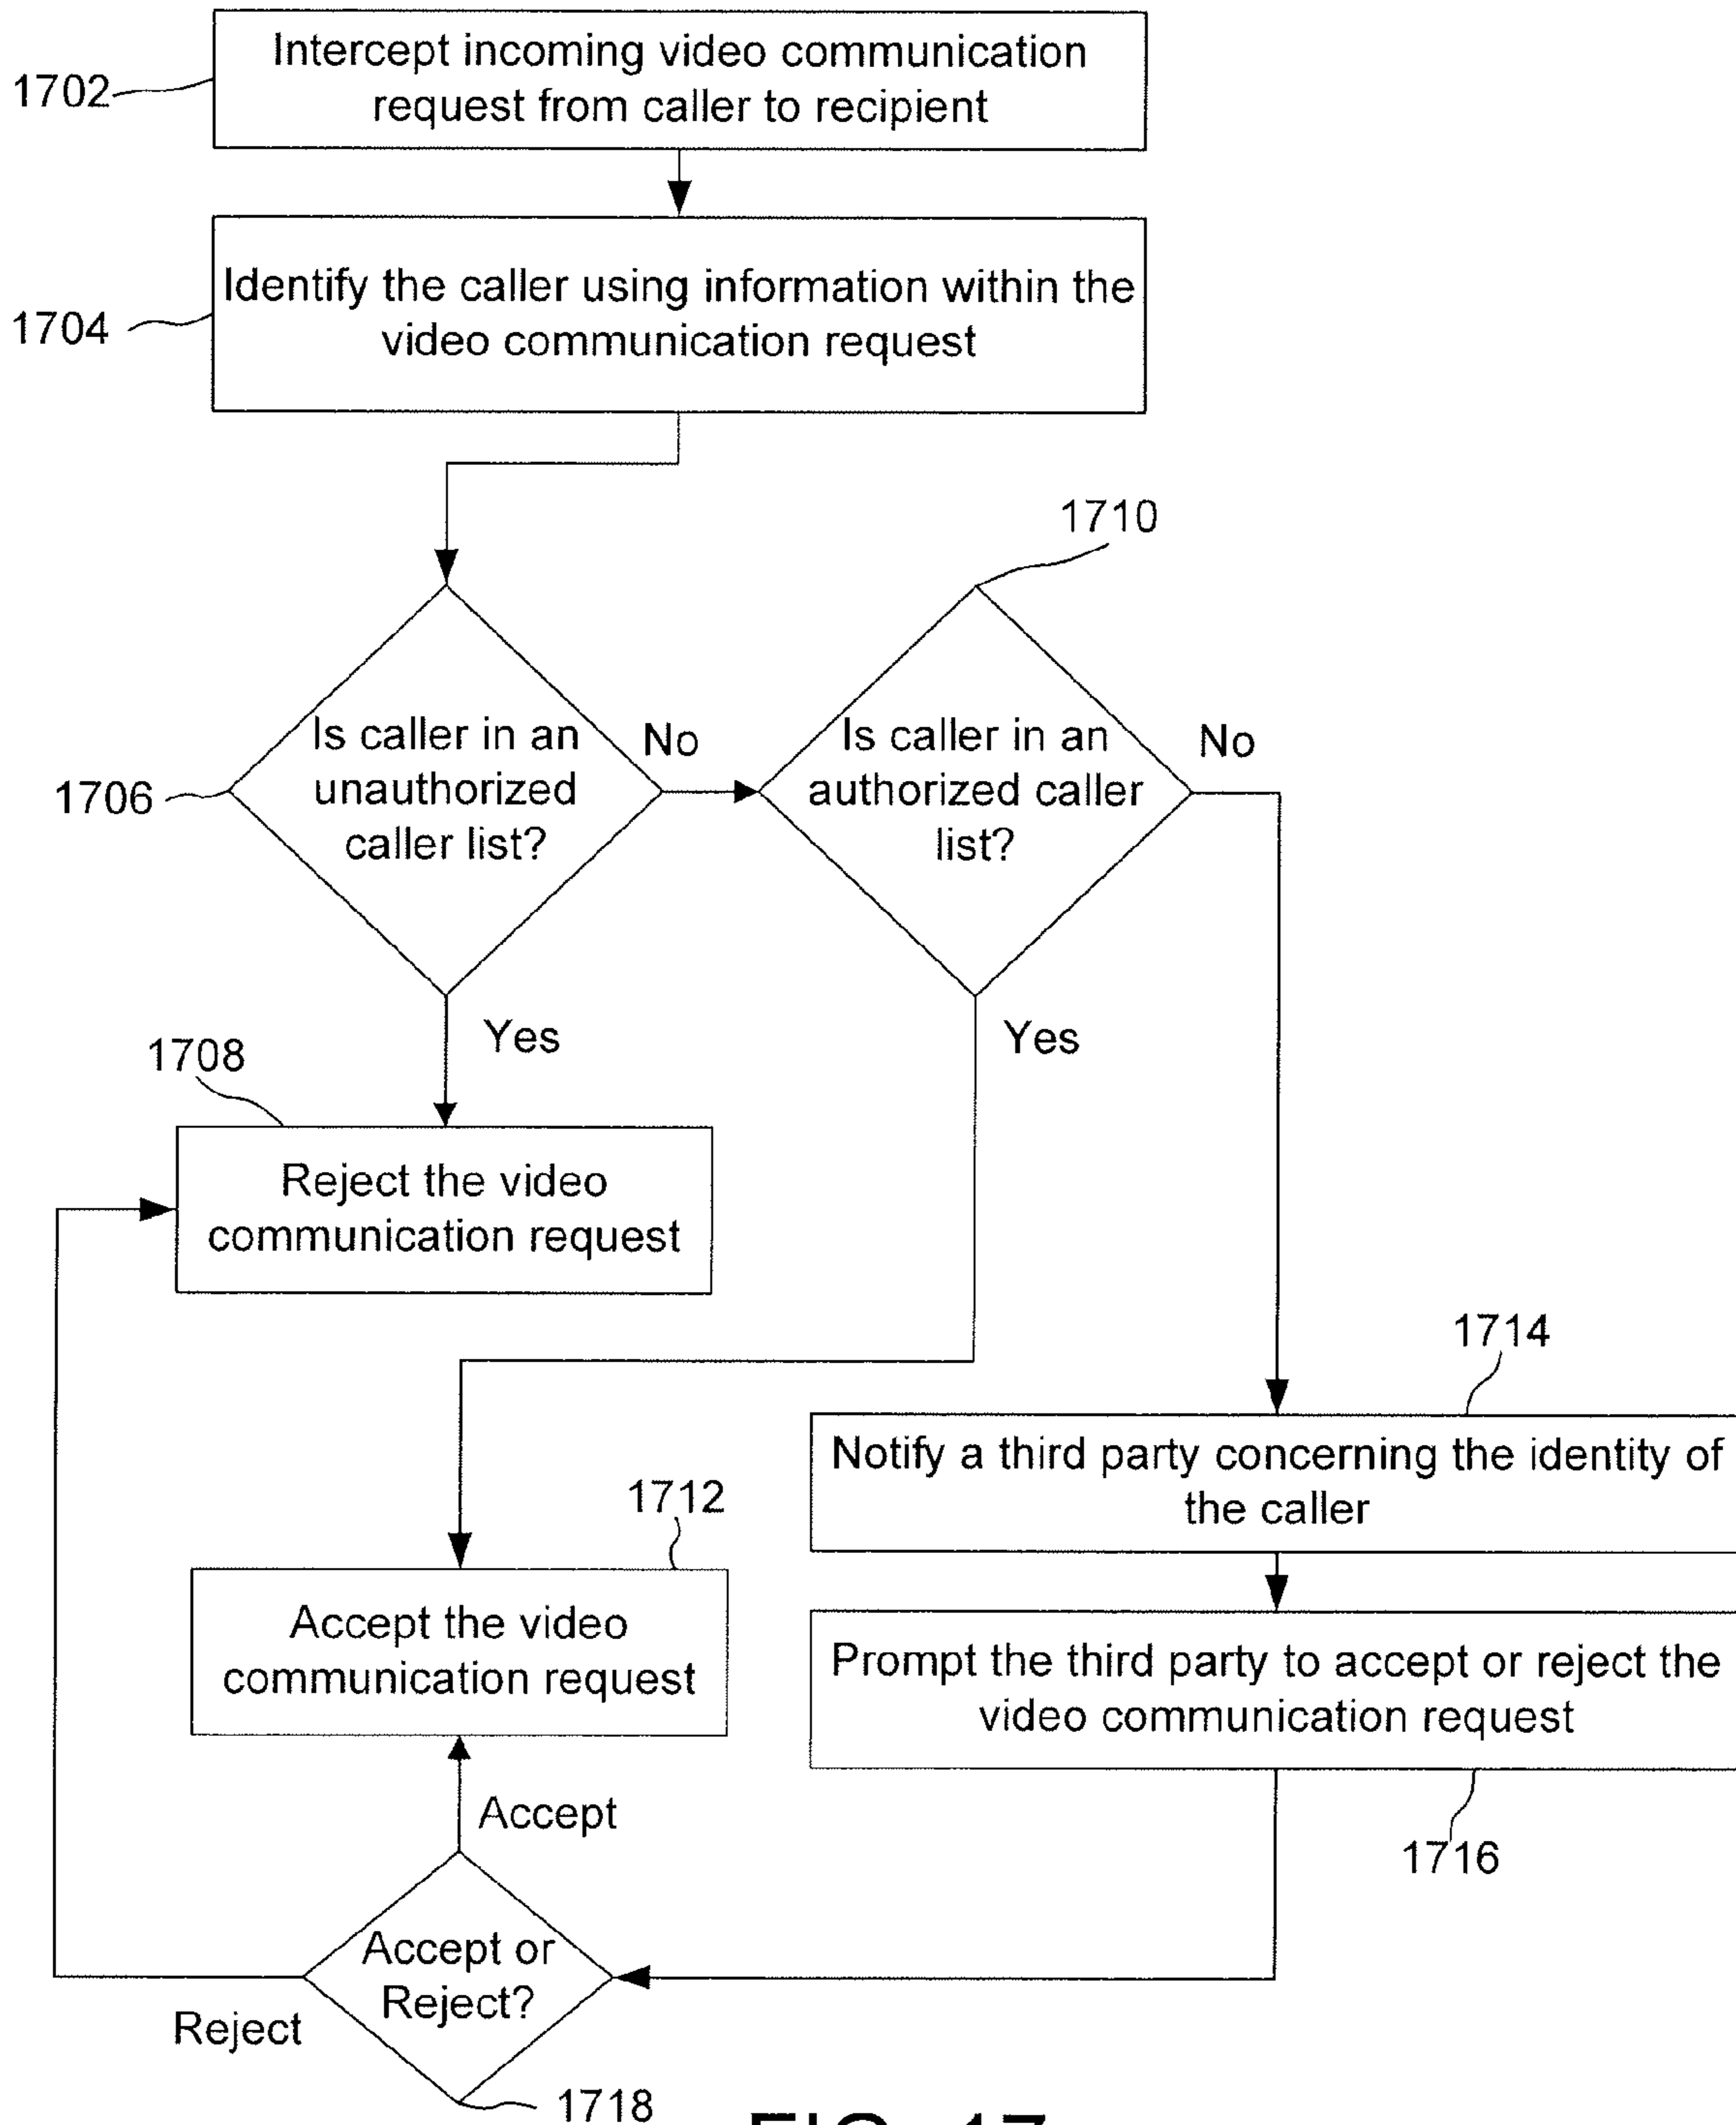 Intercept incoming video communication
request from caller to recipient
1702
Identify the caller using information within the
video communication request
1704
1710
Is caller in an
unauthorized
caller list?
No
1706
Is caller in an
authorized caller
list?
No
Yes
Yes
1708
Reject the video
communication request
1714
Notify a third party concerning the identity of
the caller
1712
Accept the video
communication request
Prompt the third party to accept or reject the
video communication request
1716
Accept
Accept or
Reject?
Reject
1718
FIG. 17